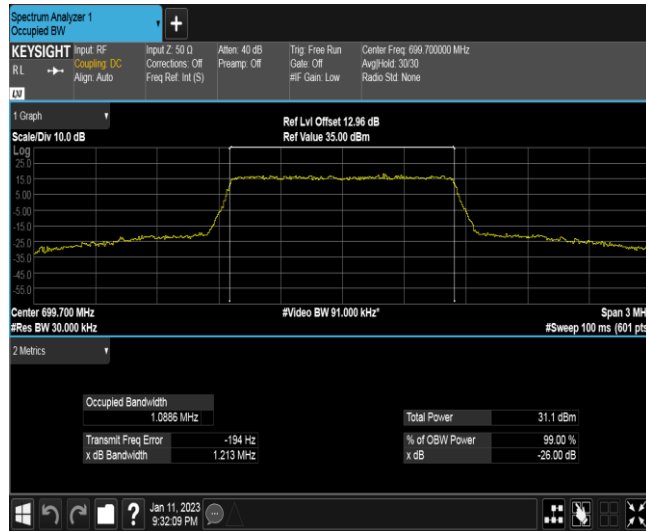 Spectrum Analyzer 1
Occupied BW
+
KEYSIGHT
RL
LXI
Input: RF
Coupling: DC
Align: Auto
Input Z: 50 Ω
Corrections: Off
Freq Ref: Int (S)
Atten: 40 dB
Preamp: Off
Trig: Free Run
Gate: Off
#IF Gain: Low
Center Freq: 699.700000 MHz
Avg|Hold: 30/30
Radio Std: None
1 Graph
Scale/Div 10.0 dB
Ref Lvl Offset 12.96 dB
Ref Value 35.00 dBm
Log
25.0
15.0
5.00
-5.00
-15.0
-25.0
-35.0
-45.0
-55.0
Center 699.700 MHz
#Video BW 91.000 kHz*
Span 3 MH
#Res BW 30.000 kHz
#Sweep 100 ms (601 pts
2 Metrics
Occupied Bandwidth
1.0886 MHz
Total Power 31.1 dBm
Transmit Freq Error -194 Hz
% of OBW Power 99.00 %
x dB Bandwidth 1.213 MHz
x dB -26.00 dB
?
Jan 11, 2023
9:32:09 PM